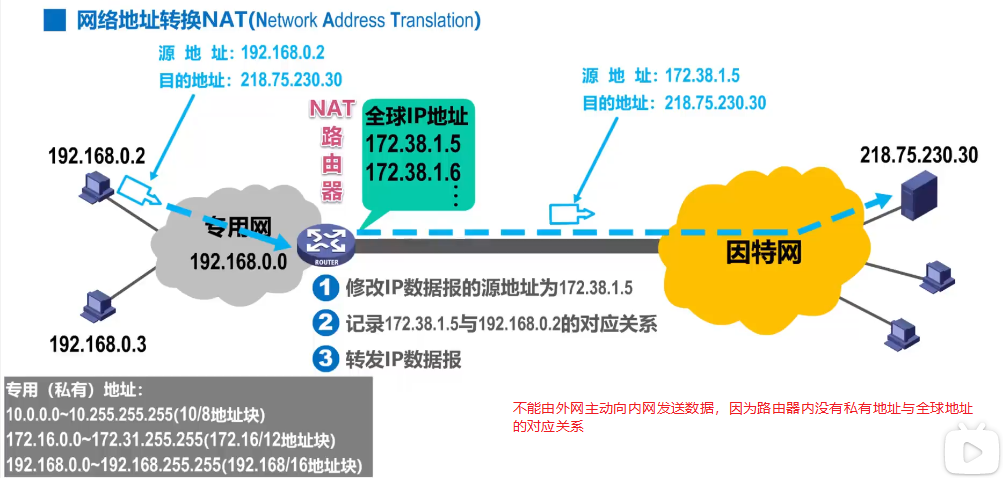 网络地址转换NAT(Network Address Translation)
源 地 址：192.168.0.2
目的地址：218.75.230.30
源 地 址：172.38.1.5
目的地址：218.75.230.30
NAT
路
由
器
全球IP地址
172.38.1.5
172.38.1.6
⋮
192.168.0.2
218.75.230.30
专用网
192.168.0.0
ROUTER
因特网
1 修改IP数据报的源地址为172.38.1.5
2 记录172.38.1.5与192.168.0.2的对应关系
3 转发IP数据报
192.168.0.3
专用（私有）地址：
10.0.0.0~10.255.255.255(10/8地址块)
172.16.0.0~172.31.255.255(172.16/12地址块)
192.168.0.0~192.168.255.255(192.168/16地址块)
不能由外网主动向内网发送数据，因为路由器内没有私有地址与全球地址
的对应关系